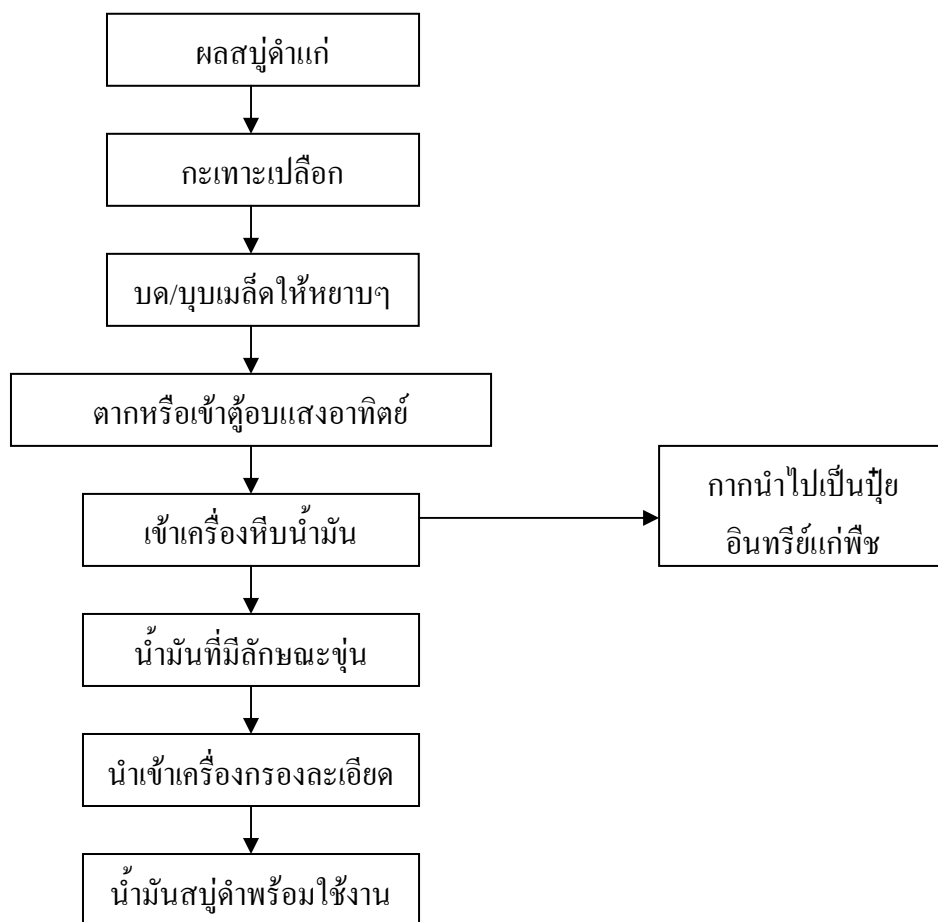 ผลสบู่ดำแก่
กะเทาะเปลือก
บด/บุบเมล็ดให้หยาบๆ
ตากหรือเข้าตู้อบแสงอาทิตย์
เข้าเครื่องหีบน้ำมัน
กากนำไปเป็นปุ๋ย
อินทรีย์แก่พืช
น้ำมันที่มีลักษณะขุ่น
นำเข้าเครื่องกรองละเอียด
น้ำมันสบู่ดำพร้อมใช้งาน